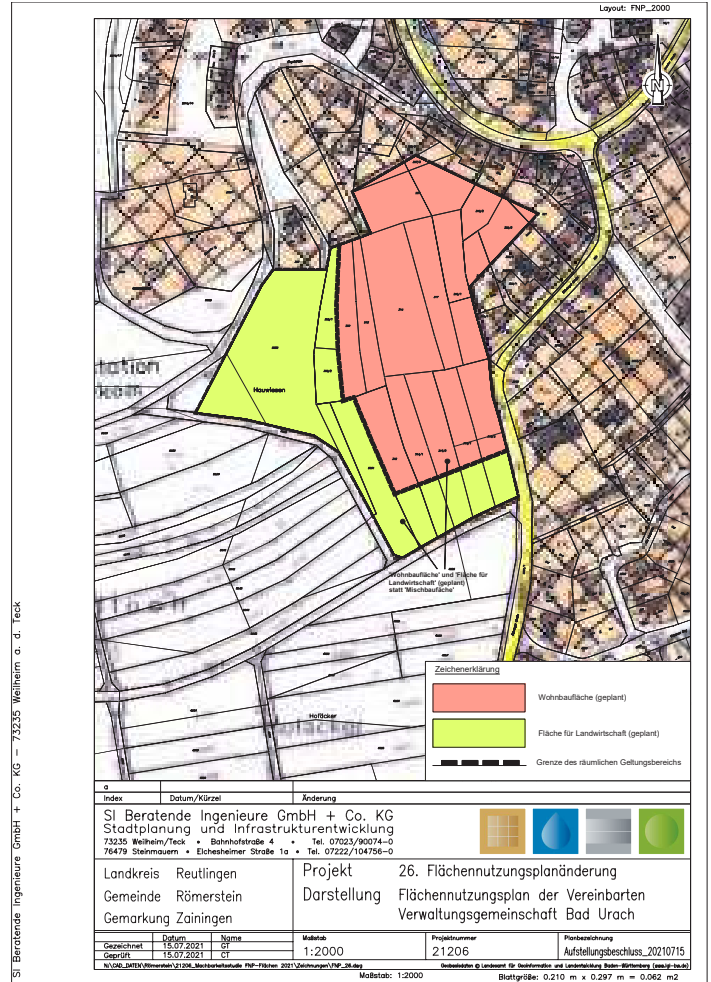 Layout: FNP_2000
N
tation
Hauwiesen
'Wohnbaufläche' und 'Fläche für
Landwirtschaft' (geplant)
statt 'Mischbaufläche'
Hofäcker
Zeichenerklärung
Wohnbaufläche (geplant)
Fläche für Landwirtschaft (geplant)
Grenze des räumlichen Geltungsbereichs
a
Index Datum/Kürzel Änderung
SI Beratende Ingenieure GmbH + Co. KG
Stadtplanung und Infrastrukturentwicklung
73235 Weilheim/Teck • Bahnhofstraße 4 • Tel. 07023/90074-0
76479 Steinmauern • Elchesheimer Straße 1a • Tel. 07222/104756-0
Landkreis Reutlingen
Gemeinde Römerstein
Gemarkung Zainingen
Projekt 26. Flächennutzungsplanänderung
Darstellung Flächennutzungsplan der Vereinbarten
Verwaltungsgemeinschaft Bad Urach
Datum Name
Gezeichnet 15.07.2021 GT
Geprüft 15.07.2021 CT
Maßstab
1:2000
Projektnummer
21206
Planbezeichnung
Aufstellungsbeschluss_20210715
Maßstab: 1:2000
Blattgröße: 0.210 m x 0.297 m = 0.062 m2
SI Beratende Ingenieure GmbH + Co. KG – 73235 Weilheim a. d. Teck